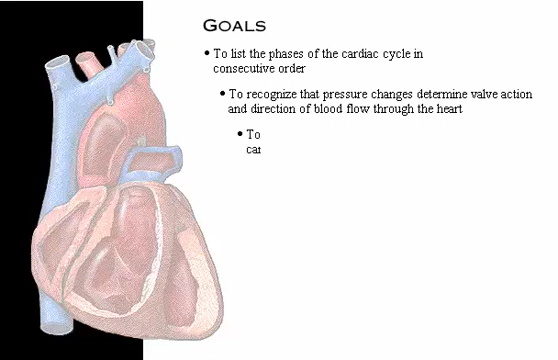 GOALS
• To list the phases of the cardiac cycle in
consecutive order
• To recognize that pressure changes determine valve action
and direction of blood flow through the heart
• To